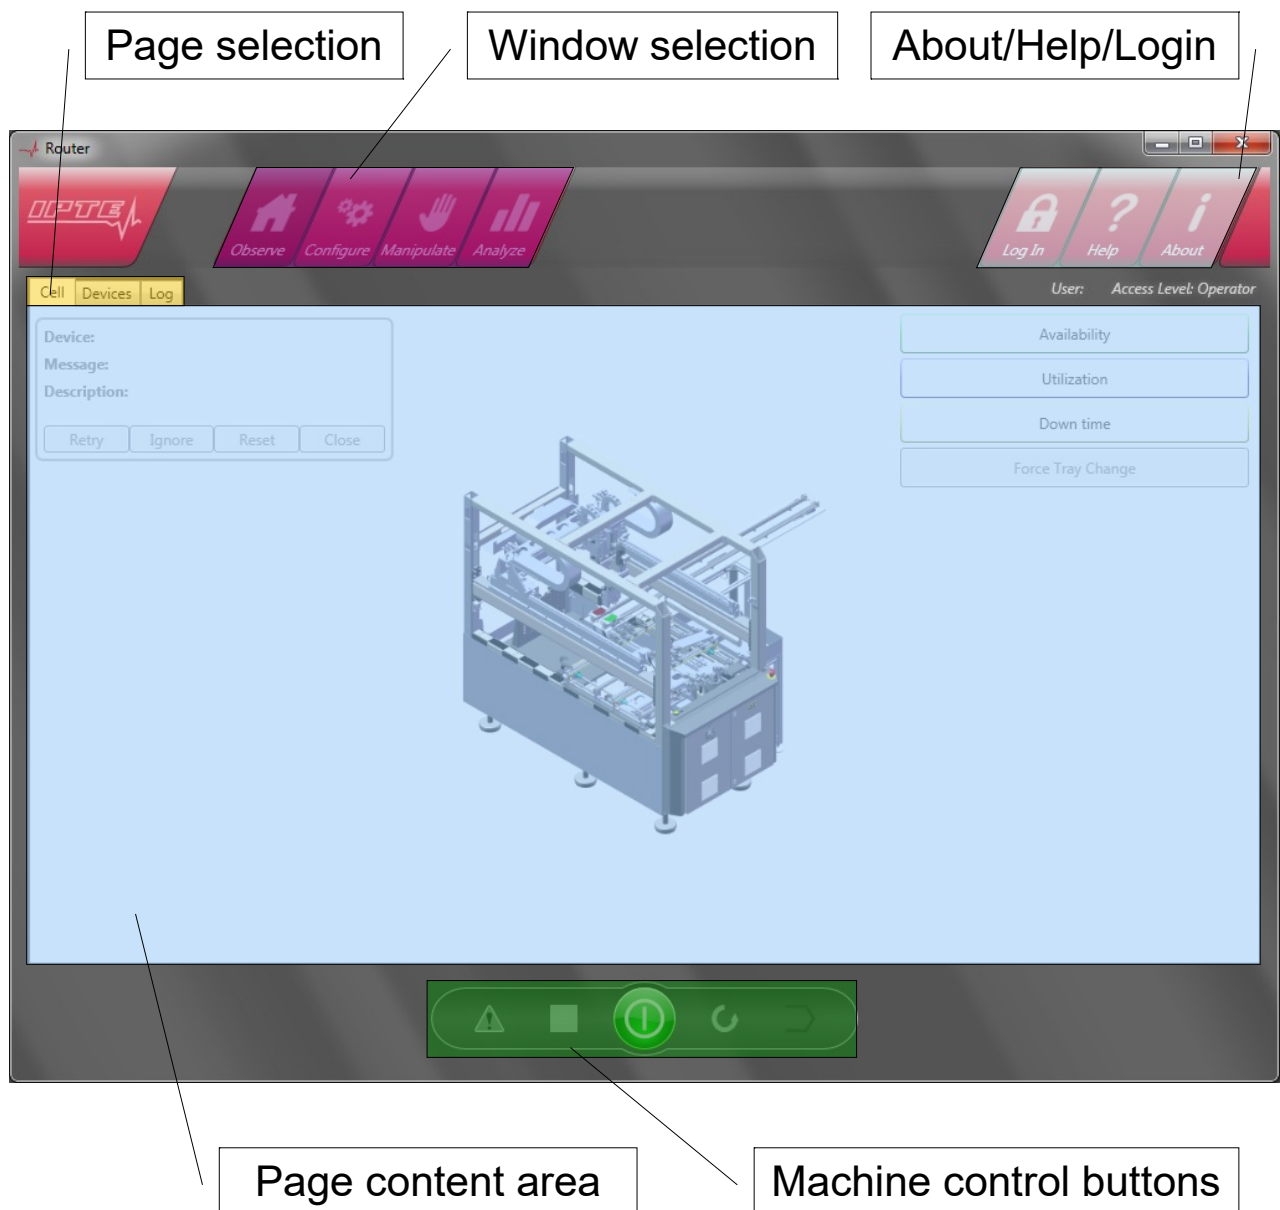 Page selection
Window selection
About/Help/Login
Router
IPTE
Observe
Configure
Manipulate
Analyze
Log In
Help
About
Cell
Devices
Log
User:
Access Level: Operator
Device:
Message:
Description:
Retry
Ignore
Reset
Close
Availability
Utilization
Down time
Force Tray Change
Page content area
Machine control buttons